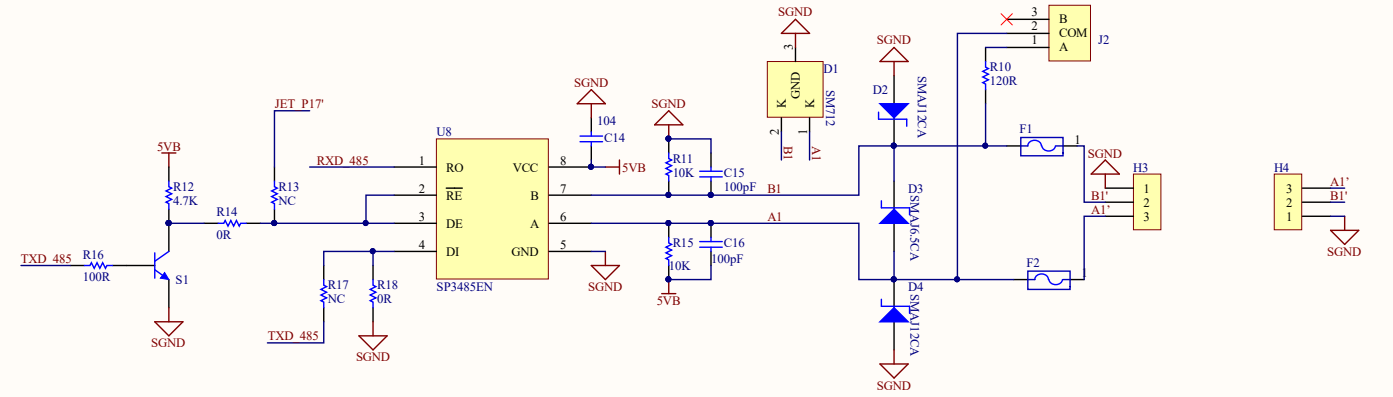 SGND
3
B
2
COM
1
A
J2
SGND
3
D1
GND
K
K
SM712
2
1
B1
A1
SGND
D2
SMAJ12CA
R10
120R
JET_P17'
SGND
104
C14
SGND
U8
F1
1
5VB
RXD_485
1
RO
VCC
8
5VB
R11
10K
C15
100pF
SGND
H3
H4
R12
4.7K
R13
NC
2
RE
B
7
B1
D3
SMAJ6.5CA
1
B1'
2
A1'
3
3
A1'
2
B1'
1
R14
0R
3
DE
A
6
A1
SGND
TXD_485
R16
100R
S1
4
DI
GND
5
R15
10K
C16
100pF
F2
SP3485EN
SGND
5VB
R17
NC
R18
0R
D4
SMAJ12CA
SGND
TXD_485
SGND
SGND